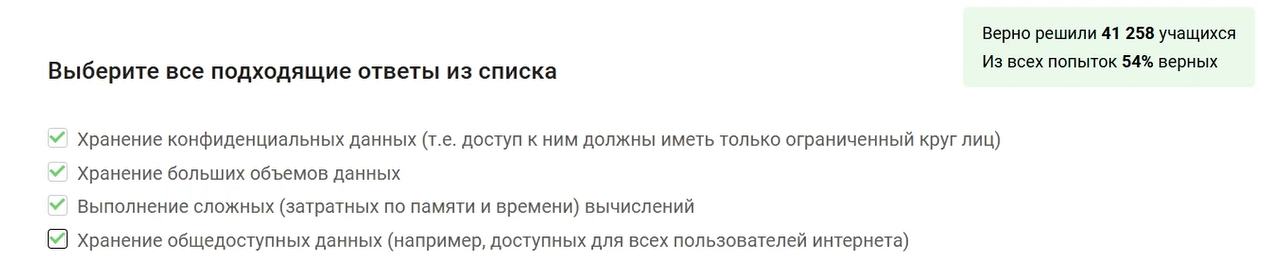 Верно решили 41 258 учащихся
Из всех попыток 54% верных
Выберите все подходящие ответы из списка
Хранение конфиденциальных данных (т.е. доступ к ним должны иметь только ограниченный круг лиц)
Хранение больших объемов данных
Выполнение сложных (затратных по памяти и времени) вычислений
Хранение общедоступных данных (например, доступных для всех пользователей интернета)